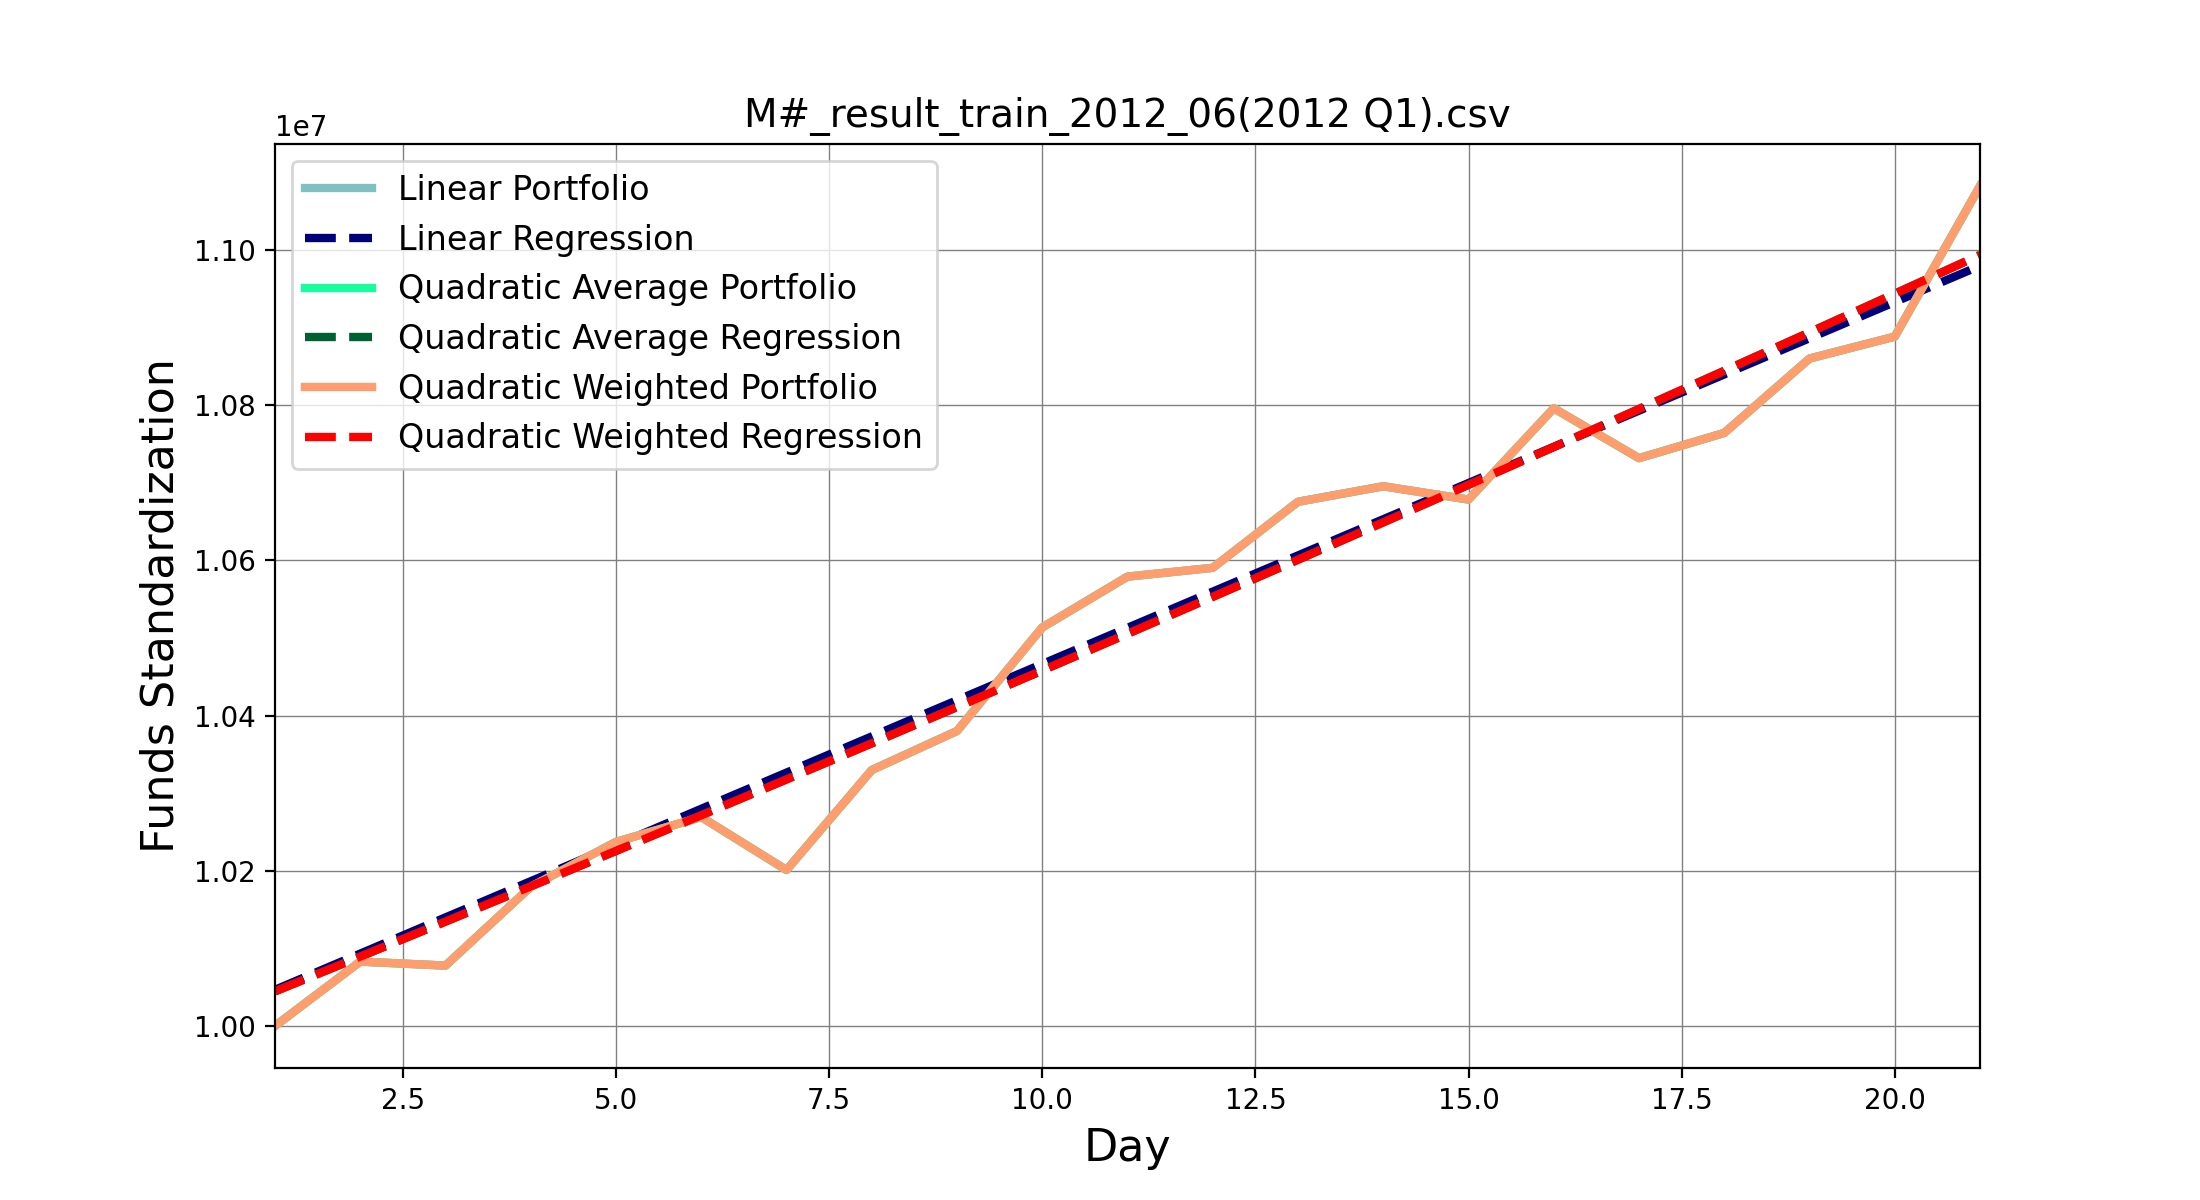 M#_result_train_2012_06(2012 Q1).csv
1e7
Linear Portfolio
Linear Regression
Quadratic Average Portfolio
Quadratic Average Regression
Quadratic Weighted Portfolio
Quadratic Weighted Regression
Funds Standardization
1.10
1.08
1.06
1.04
1.02
1.00
2.5 5.0 7.5 10.0 12.5 15.0 17.5 20.0
Day